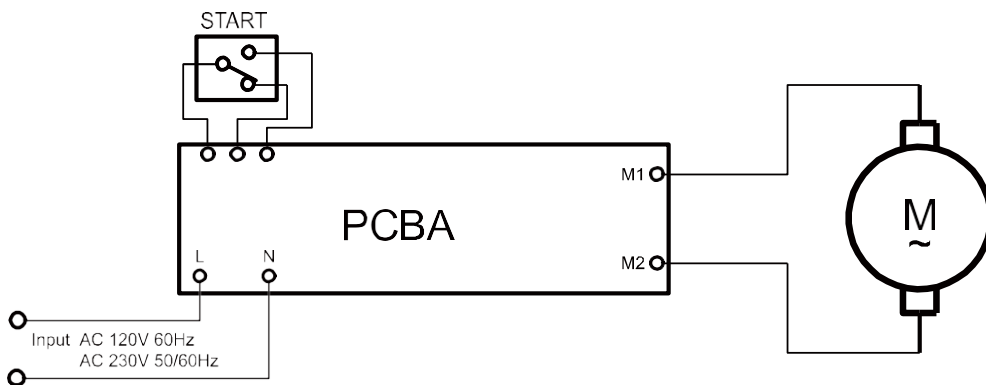 START
M1
PCBA
M
~
M2
L N
Input AC 120V 60Hz
AC 230V 50/60Hz